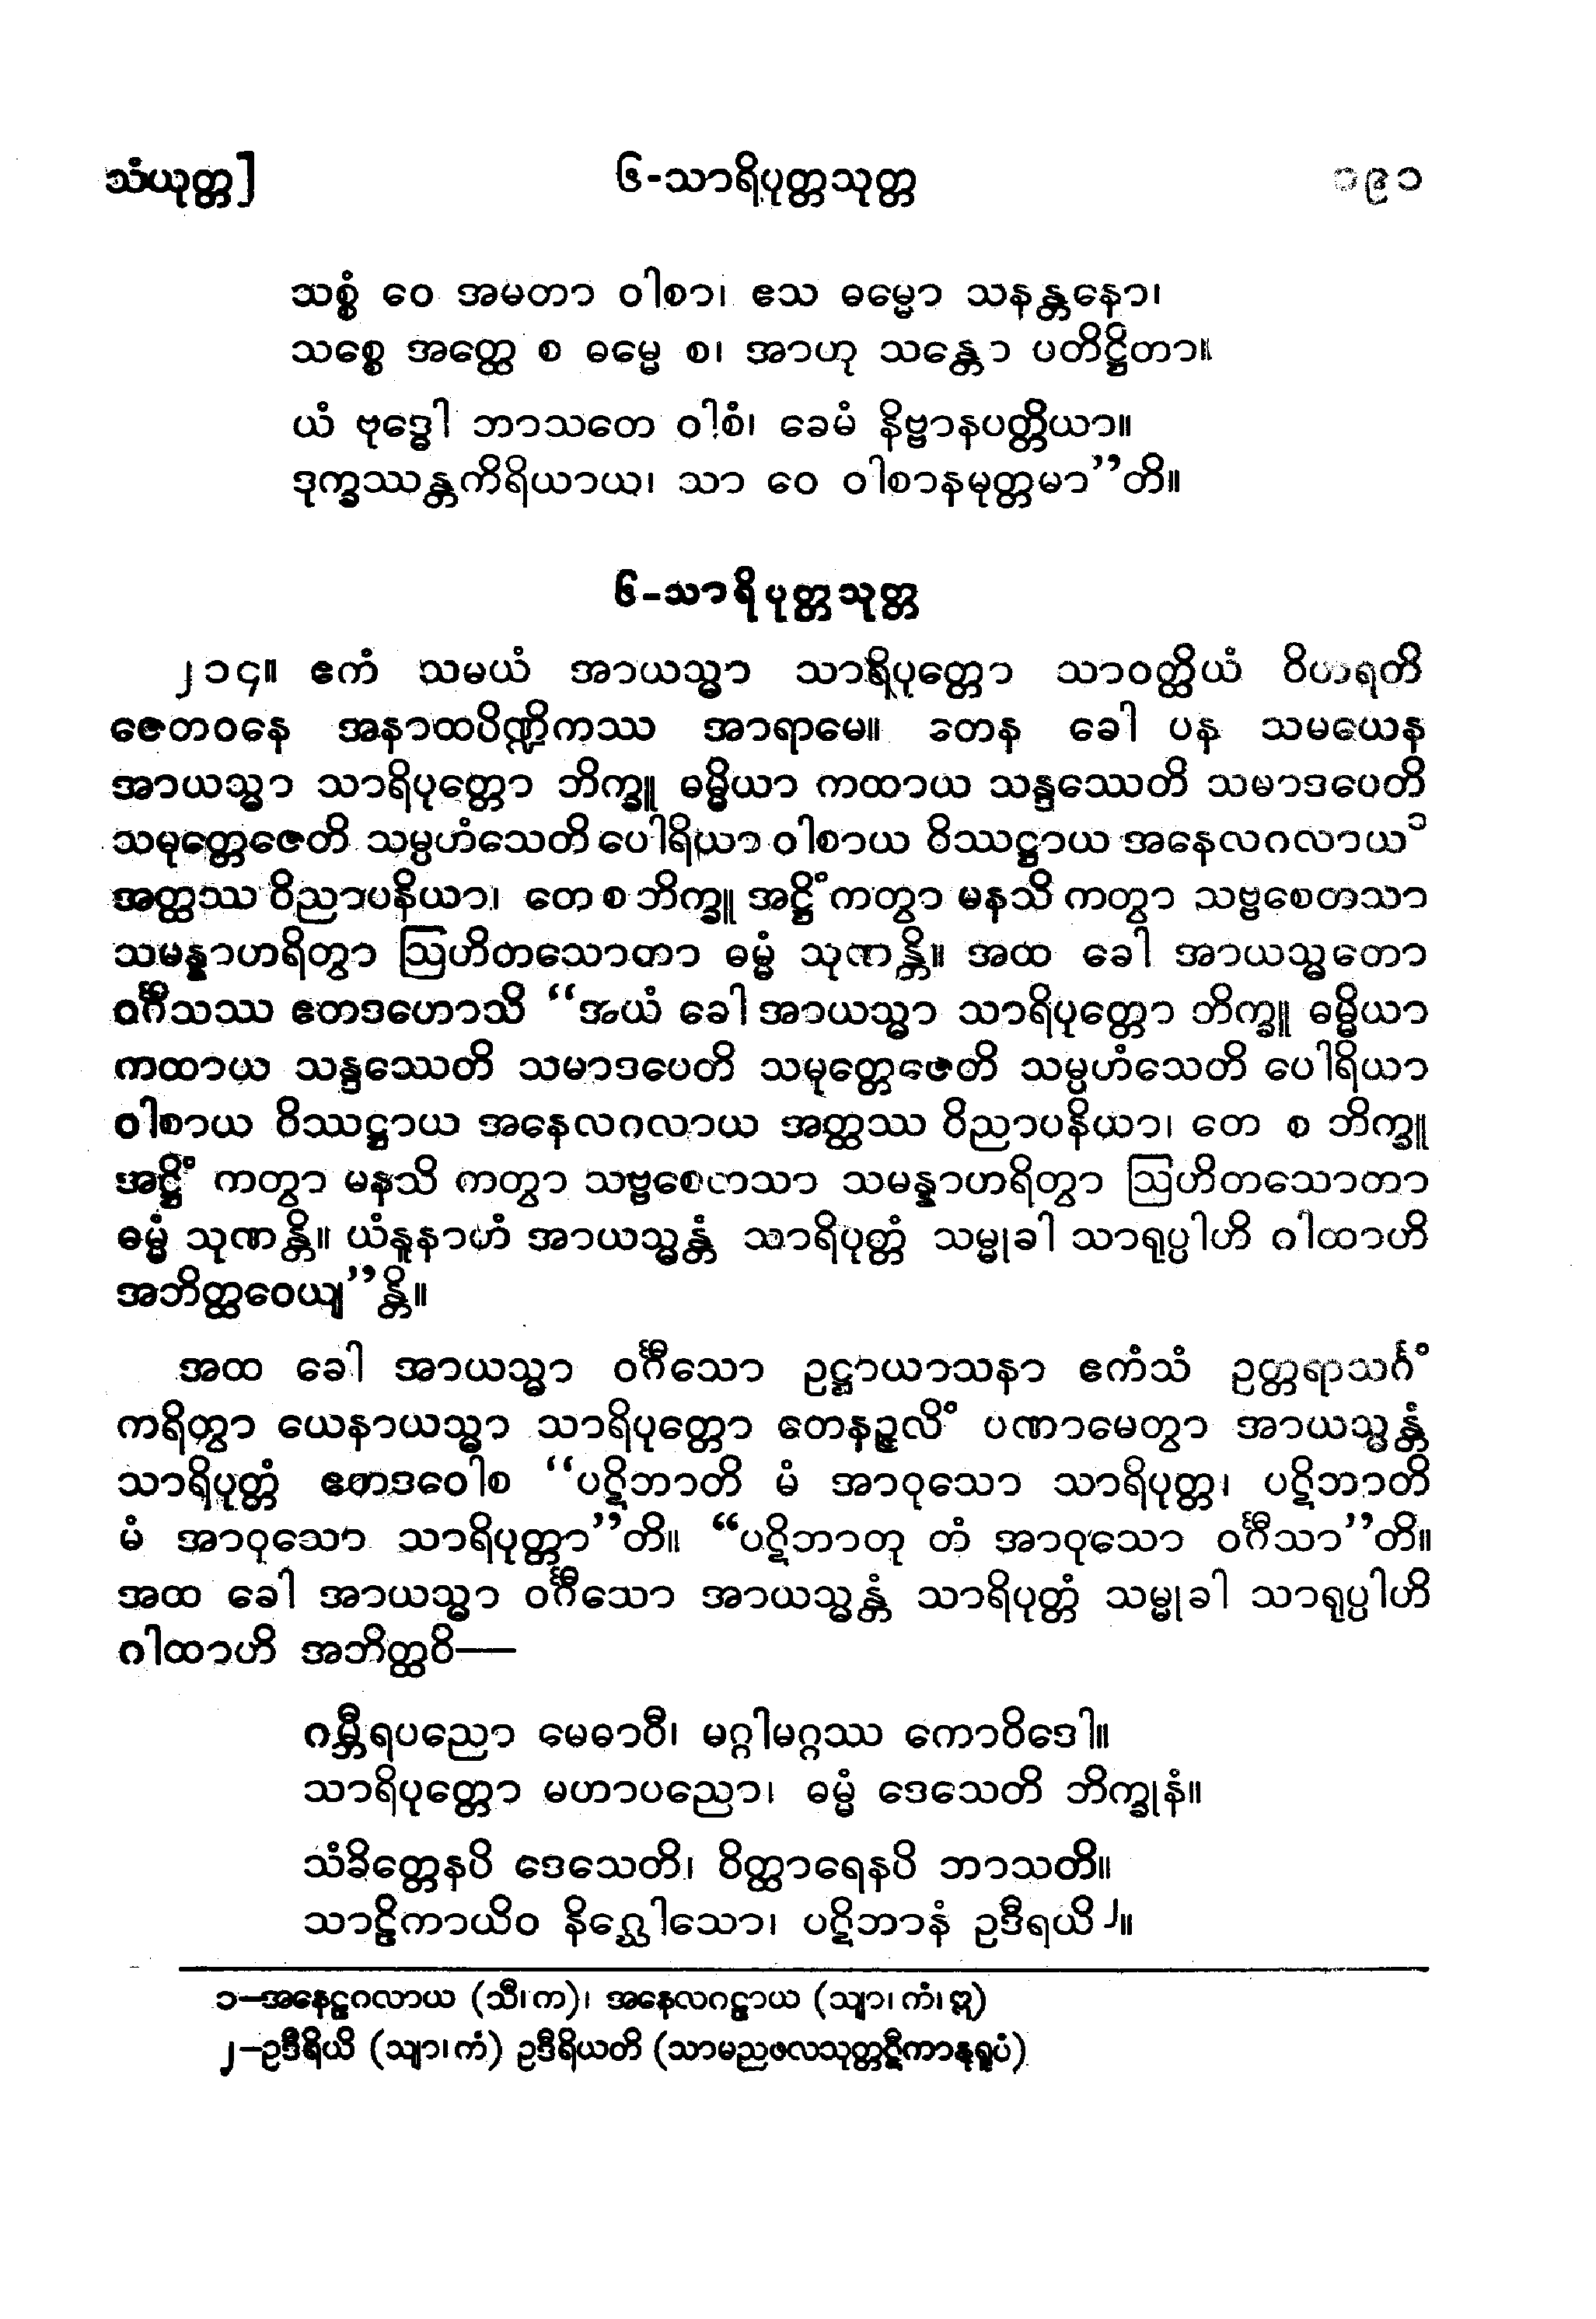 သံယုတ္တ] ၆-သာရိပုတ္တသုတ္တ ၁၉၁
သစ္စံ ဝေ အမတာ ဝါစာ၊ ဧသ ဓမ္မော သနန္တနော၊
သစ္စေ အတ္ထေ စ ဓမ္မေ စ၊ အာဟု သန္တော ပတိဋ္ဌိတာ။
ယံ ဗုဒ္ဓေါ ဘာသတေ ဝါစံ၊ ခေမံ နိဗ္ဗာနပတ္တိယာ။
ဒုက္ခဿန္တကိရိယာယ၊ သာ ဝေ ဝါစာနမုတ္တမာ”တိ။
၆-သာရိပုတ္တသုတ္တ
၂၁၄။ ဧကံ သမယံ အာယသ္မာ သာရိပုတ္တော သာဝတ္ထိယံ ဝိဟရတိ
ဇေတဝနေ အနာထပိဏ္ဍိကဿ အာရာမေ။ တေန ခေါ ပန သမယေန
အာယသ္မာ သာရိပုတ္တော ဘိက္ခူ ဓမ္မိယာ ကထာယ သန္ဒဿေတိ သမာဒပေတိ
သမုတ္တေဇေတိ သမ္ပဟံသေတိ ပေါရိယာ ဝါစာယ ဝိဿဋ္ဌာယ အနေလဂလာယ၁
အတ္ထဿ ဝိညာပနိယာ၊ တေ စ ဘိက္ခူ အဋ္ဌိံ ကတွာ မနသိ ကတွာ သဗ္ဗစေတသာ
သမန္နာဟရိတွာ ဩဟိတသောတာ ဓမ္မံ သုဏန္တိ။ အထ ခေါ အာယသ္မတော
ဝင်္ဂီသဿ ဧတဒဟောသိ “အယံ ခေါ အာယသ္မာ သာရိပုတ္တော ဘိက္ခူ ဓမ္မိယာ
ကထာယ သန္ဒဿေတိ သမာဒပေတိ သမုတ္တေဇေတိ သမ္ပဟံသေတိ ပေါရိယာ
ဝါစာယ ဝိဿဋ္ဌာယ အနေလဂလာယ အတ္ထဿ ဝိညာပနိယာ၊ တေ စ ဘိက္ခူ
အဋ္ဌိံ ကတွာ မနသိ ကတွာ သဗ္ဗစေတသာ သမန္နာဟရိတွာ ဩဟိတသောတာ
ဓမ္မံ သုဏန္တိ။ ယံနူနာဟံ အာယသ္မန္တံ သာရိပုတ္တံ သမ္မုခါ သာရုပ္ပါဟိ ဂါထာဟိ
အဘိတ္ထဝေယျ”န္တိ။
အထ ခေါ အာယသ္မာ ဝင်္ဂီသော ဥဋ္ဌာယာသနာ ဧကံသံ ဥတ္တရာသင်္ဂံ
ကရိတွာ ယေနာယသ္မာ သာရိပုတ္တော တေနဉ္ဇလိံ ပဏာမေတွာ အာယသ္မန္တံ
သာရိပုတ္တံ ဧတဒဝေါစ “ပဋိဘာတိ မံ အာဝုသော သာရိပုတ္တ၊ ပဋိဘာတိ
မံ အာဝုသော သာရိပုတ္တာ”တိ။ “ပဋိဘာတု တံ အာဝုသော ဝင်္ဂီသာ”တိ။
အထ ခေါ အာယသ္မာ ဝင်္ဂီသော အာယသ္မန္တံ သာရိပုတ္တံ သမ္မုခါ သာရုပ္ပါဟိ
ဂါထာဟိ အဘိတ္ထဝိ—
ဂမ္ဘီရပညော မေဓာဝီ၊ မဂ္ဂါမဂ္ဂဿ ကောဝိဒေါ။
သာရိပုတ္တော မဟာပညော၊ ဓမ္မံ ဒေသေတိ ဘိက္ခုနံ။
သံခိတ္တေနပိ ဒေသေတိ၊ ဝိတ္ထာရေနပိ ဘာသတိ။
သာဠိကာယိဝ နိဂ္ဃေါသော၊ ပဋိဘာနံ ဥဒီရယိ၂။
၁—အနေဠဂလာယ (သီ၊ က)၊ အနေလဂဠာယ (သျာ၊ ကံ၊ ဣ)
၂—ဥဒီရိယိ (သျာ၊ ကံ) ဥဒီရိယတိ (သာမညဖလသုတ္တဋီကာနုရူပံ)